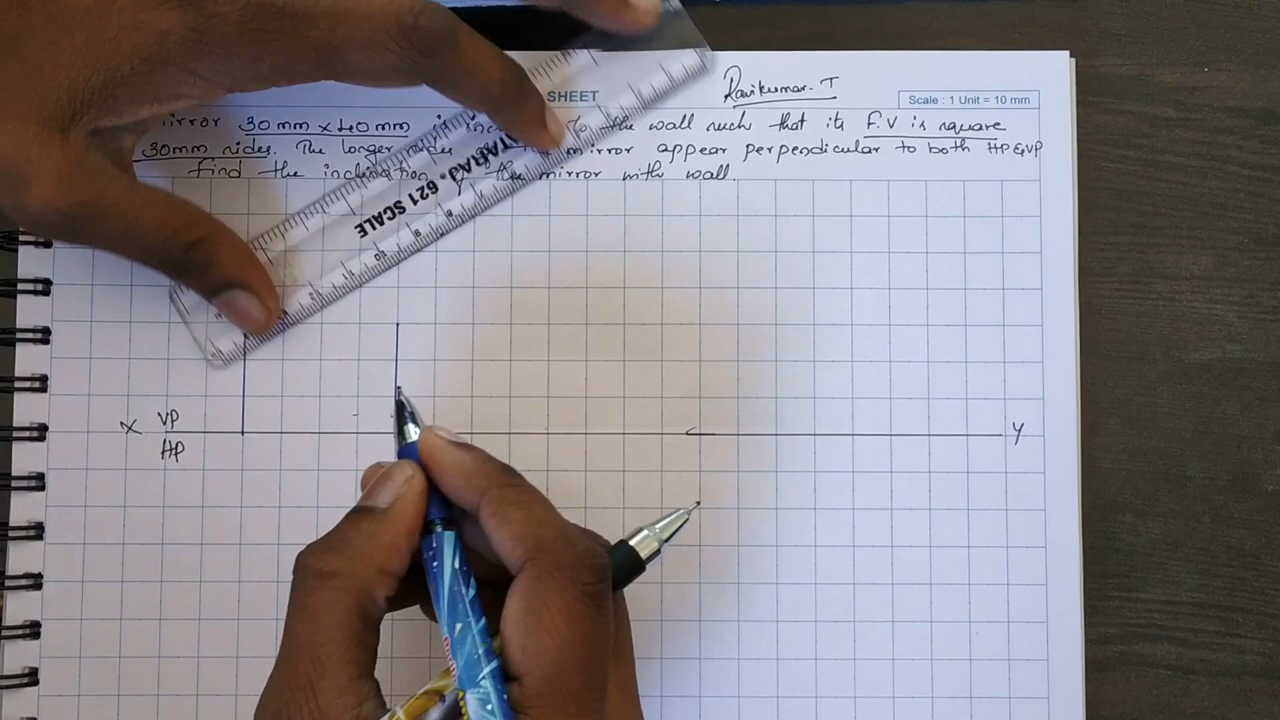 SHEET
Ravikumar. T
Scale : 1 Unit = 10 mm
30mm x 40mm to the wall such that its F.V is square
30mm sides. The longer mirror appear perpendicular to both HP & VP
find the inclination the mirror with wall.
621 SCALE
X VP Y
HP